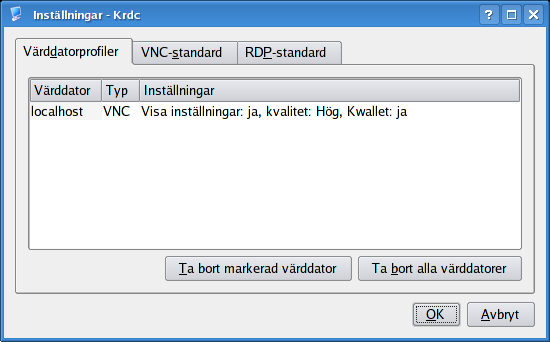 Inställningar - Krdc
?
Värddatorprofiler VNC-standard RDP-standard
Värddator Typ Inställningar
localhost VNC Visa inställningar: ja, kvalitet: Hög, Kwallet: ja
Ta bort markerad värddator Ta bort alla värddatorer
OK Avbryt